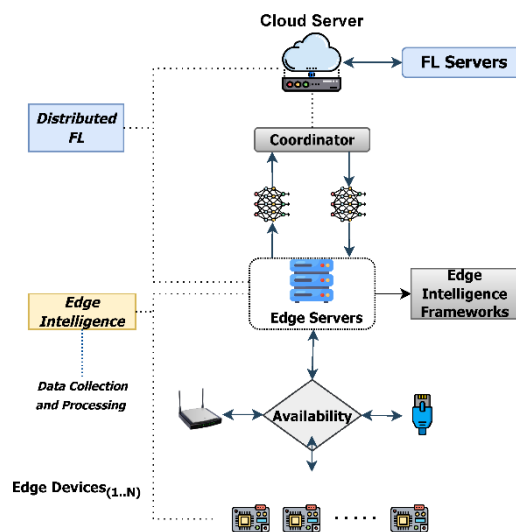 Cloud Server
FL Servers
Distributed
FL
Coordinator
Edge Servers
Edge
Intelligence
Frameworks
Edge
Intelligence
Data Collection
and Processing
Availability
Edge Devices(1..N)